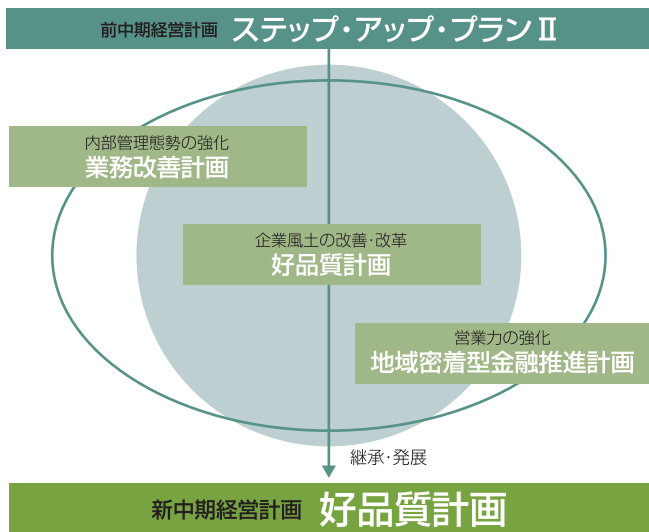 前中期経営計画 ステップ・アップ・プランⅡ
内部管理態勢の強化
業務改善計画
企業風土の改善・改革
好品質計画
営業力の強化
地域密着型金融推進計画
継承・発展
新中期経営計画 好品質計画